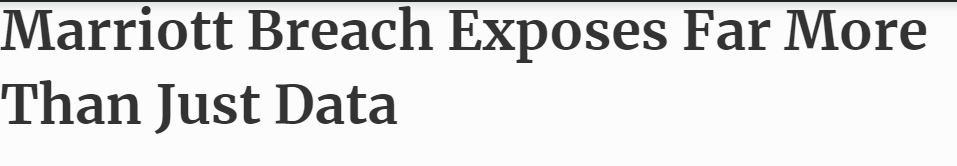 Marriott Breach Exposes Far More
Than Just Data